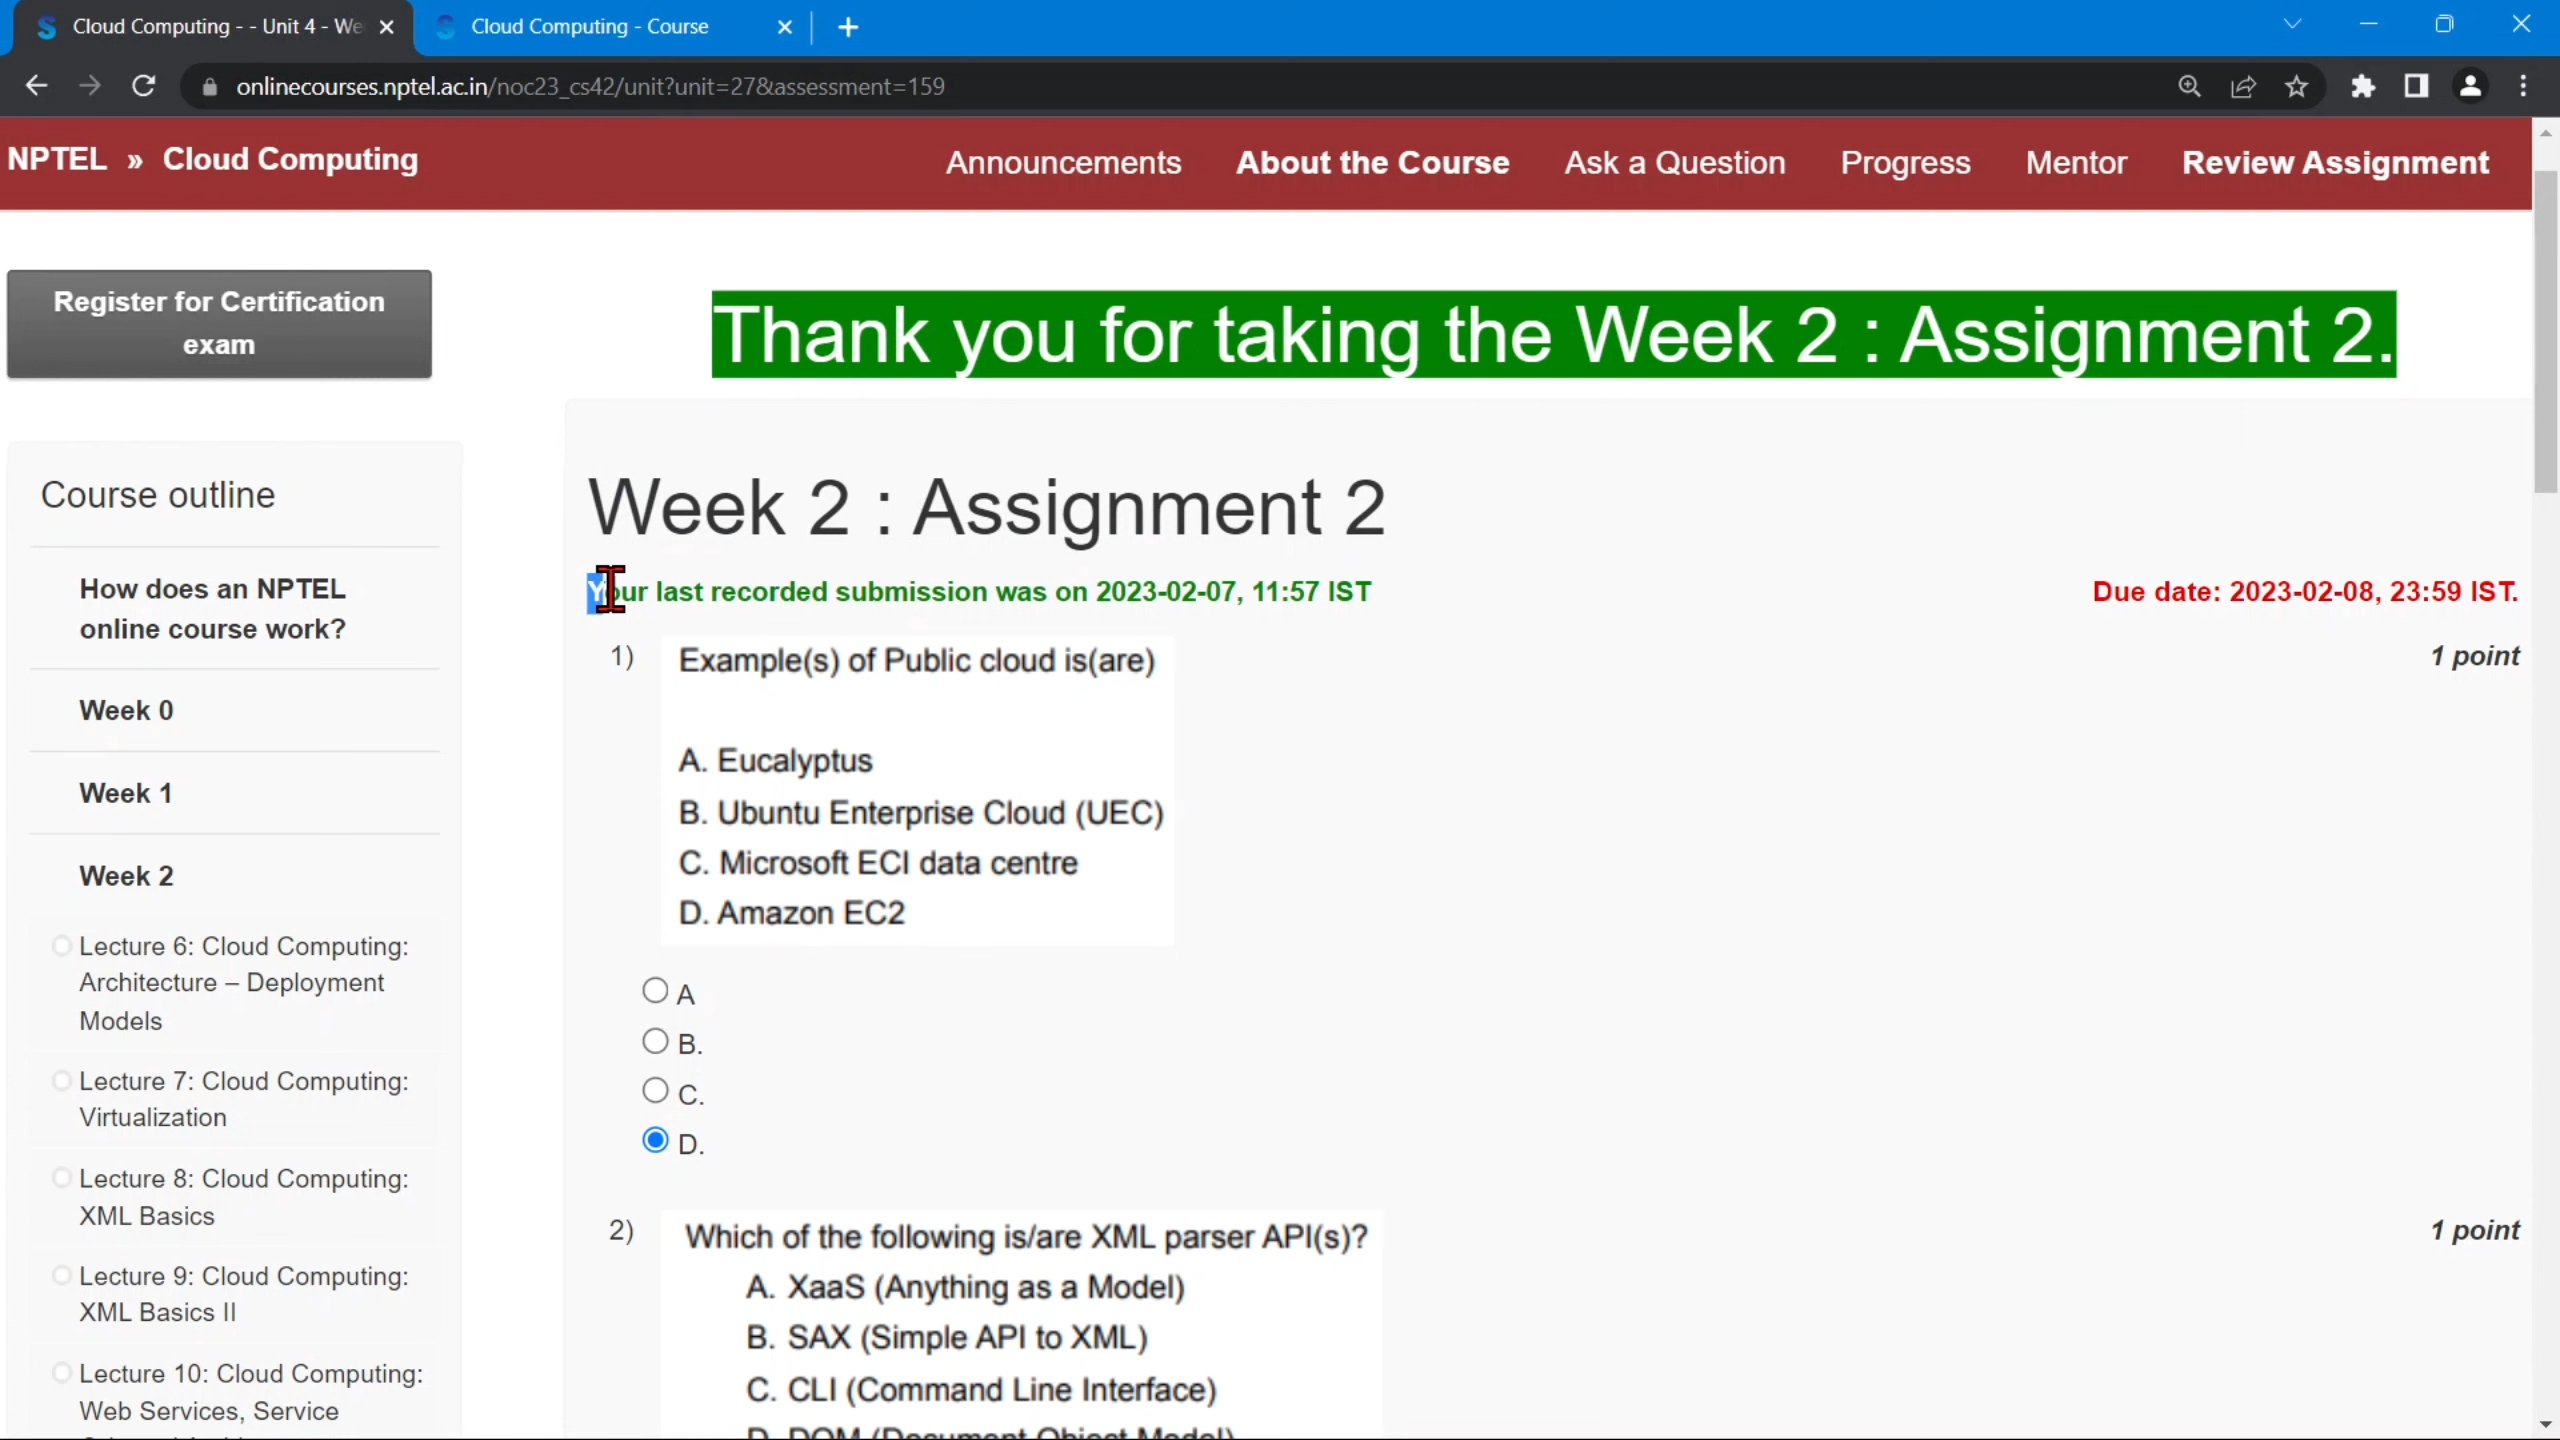 Cloud Computing - - Unit 4 - We
Cloud Computing - Course
onlinecourses.nptel.ac.in/noc23_cs42/unit?unit=27&assessment=159
NPTEL » Cloud Computing
Announcements
About the Course
Ask a Question
Progress
Mentor
Review Assignment
Register for Certification
exam
Thank you for taking the Week 2 : Assignment 2.
Course outline
How does an NPTEL
online course work?
Week 0
Week 1
Week 2
Lecture 6: Cloud Computing:
Architecture – Deployment
Models
Lecture 7: Cloud Computing:
Virtualization
Lecture 8: Cloud Computing:
XML Basics
Lecture 9: Cloud Computing:
XML Basics II
Lecture 10: Cloud Computing:
Web Services, Service
Week 2 : Assignment 2
Your last recorded submission was on 2023-02-07, 11:57 IST
Due date: 2023-02-08, 23:59 IST.
1) Example(s) of Public cloud is(are)
1 point
A. Eucalyptus
B. Ubuntu Enterprise Cloud (UEC)
C. Microsoft ECI data centre
D. Amazon EC2
A
B.
C.
D.
2) Which of the following is/are XML parser API(s)?
1 point
A. XaaS (Anything as a Model)
B. SAX (Simple API to XML)
C. CLI (Command Line Interface)
D. DOM (Document Object Model)